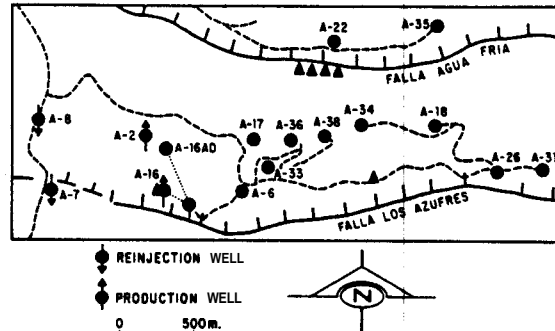 A-22
A-35
FALLA AGUA FRIA
A-8
A-2
A-16AD
A-17
A-36
A-38
A-34
A-18
A-16
A-33
A-7
A-6
A-26
A-31
FALLA LOS AZUFRES
REINJECTION WELL
PRODUCTION WELL
0 500m.
N